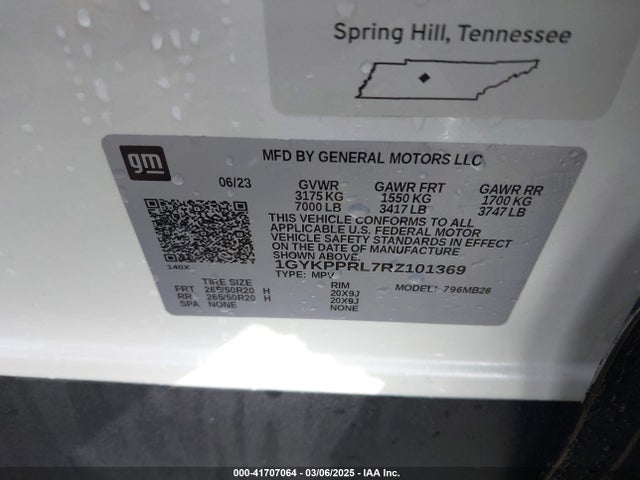 Spring Hill, Tennessee
gm
MFD BY GENERAL MOTORS LLC
06/23 GVWR GAWR FRT GAWR RR
3175 KG 1550 KG 1700 KG
7000 LB 3417 LB 3747 LB
THIS VEHICLE CONFORMS TO ALL
APPLICABLE U.S. FEDERAL MOTOR
VEHICLE SAFETY STANDARDS IN EFFECT
ON THE DATE OF MANUFACTURE
SHOWN ABOVE.
140X 1GYKPPRL7RZ101369
TYPE: MPV MODEL: 796MB26
TIRE SIZE RIM
FRT 265/50R20 H 20X9J
RR 265/50R20 H 20X9J
SPA NONE NONE
000-41707064 - 03/06/2025 - IAA Inc.